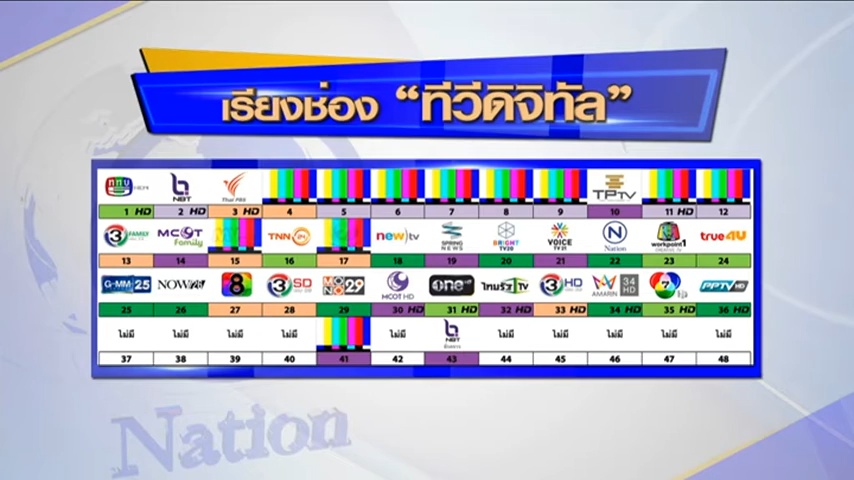 เรียงช่อง “ทีวีดิจิทัล”
NBT Thai PBS TPTV
1 HD 2 HD 3 HD 4 5 6 7 8 9 10 11 HD 12
3 FAMILY MCOT family TNN 24 new)tv SPRING NEWS BRIGHT TV20 VOICE TV 21 N Nation workpoint true4U
13 14 15 16 17 18 19 20 21 22 23 24
GMM 25 NOW26 8 3 SD MONO 29 MCOT HD one ไทยรัฐ TV 3 HD AMARIN 34 HD 7 PPTV HD
25 26 27 28 29 30 HD 31 HD 32 HD 33 HD 34 HD 35 HD 36 HD
ไม่มี ไม่มี ไม่มี ไม่มี ไม่มี NBT ไม่มี ไม่มี ไม่มี ไม่มี ไม่มี
37 38 39 40 41 42 43 44 45 46 47 48
Nation